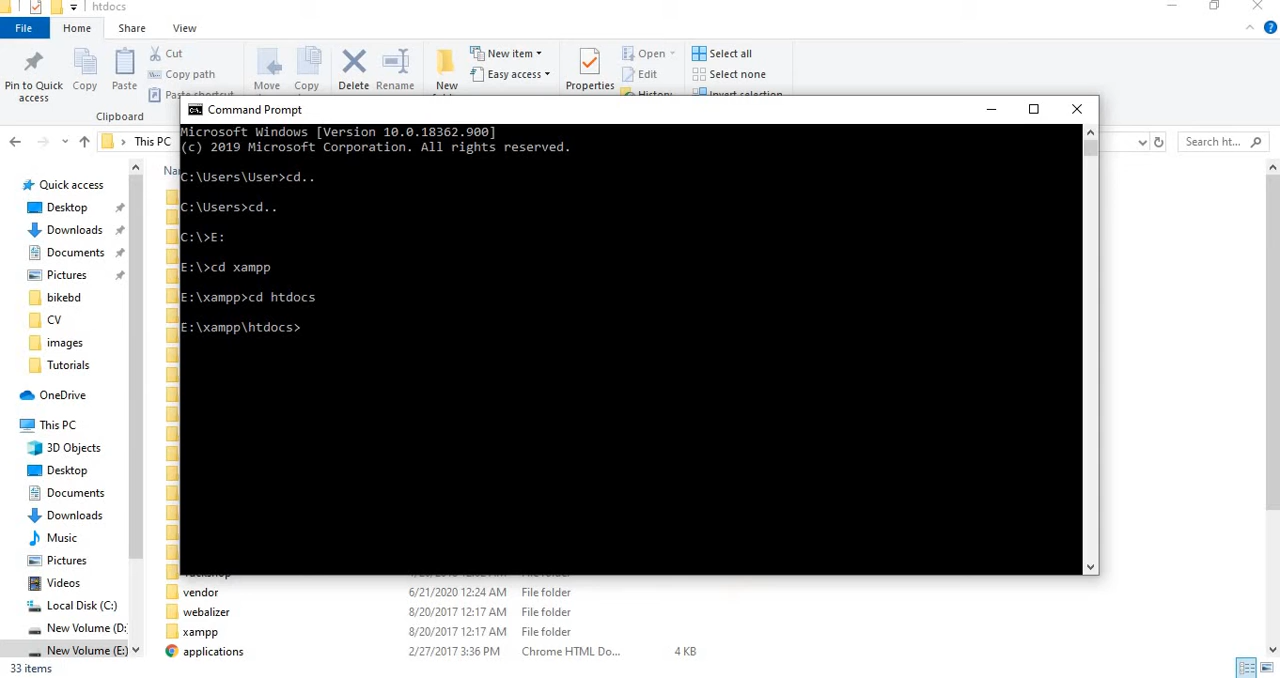 htdocs
File
Home
Share
View
Pin to Quick access
Copy
Paste
Cut
Copy path
Paste shortcut
Clipboard
Move
Copy
Delete
Rename
New
New item
Easy access
Properties
Open
Edit
History
Select all
Select none
Invert selection
This PC
Search ht...
Command Prompt
Microsoft Windows [Version 10.0.18362.900]
(c) 2019 Microsoft Corporation. All rights reserved.
C:\Users\User>cd..
C:\Users>cd..
C:\>E:
E:\>cd xampp
E:\xampp>cd htdocs
E:\xampp\htdocs>
Quick access
Desktop
Downloads
Documents
Pictures
bikebd
CV
images
Tutorials
OneDrive
This PC
3D Objects
Desktop
Documents
Downloads
Music
Pictures
Videos
Local Disk (C:)
New Volume (D:
New Volume (E:)
vendor 6/21/2020 12:24 AM File folder
webalizer 8/20/2017 12:17 AM File folder
xampp 8/20/2017 12:17 AM File folder
applications 2/27/2017 3:36 PM Chrome HTML Do... 4 KB
33 items